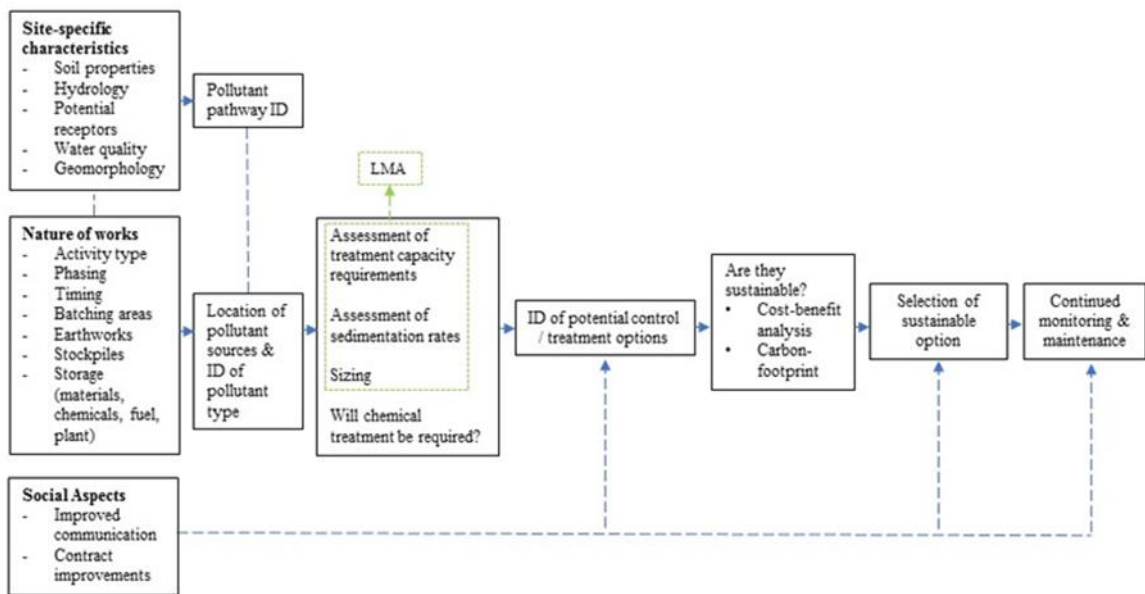 Site-specific
characteristics
- Soil properties
- Hydrology
- Potential
receptors
- Water quality
- Geomorphology
Pollutant
pathway ID
LMA
Nature of works
- Activity type
- Phasing
- Timing
- Batching areas
- Earthworks
- Stockpiles
- Storage
(materials,
chemicals, fuel,
plant)
Location of
pollutant
sources &
ID of
pollutant
type
Assessment of
treatment capacity
requirements
Assessment of
sedimentation rates
Sizing
Will chemical
treatment be required?
ID of potential control
/ treatment options
Are they
sustainable?
• Cost-benefit
analysis
• Carbon-
footprint
Selection of
sustainable
option
Continued
monitoring &
maintenance
Social Aspects
- Improved
communication
- Contract
improvements